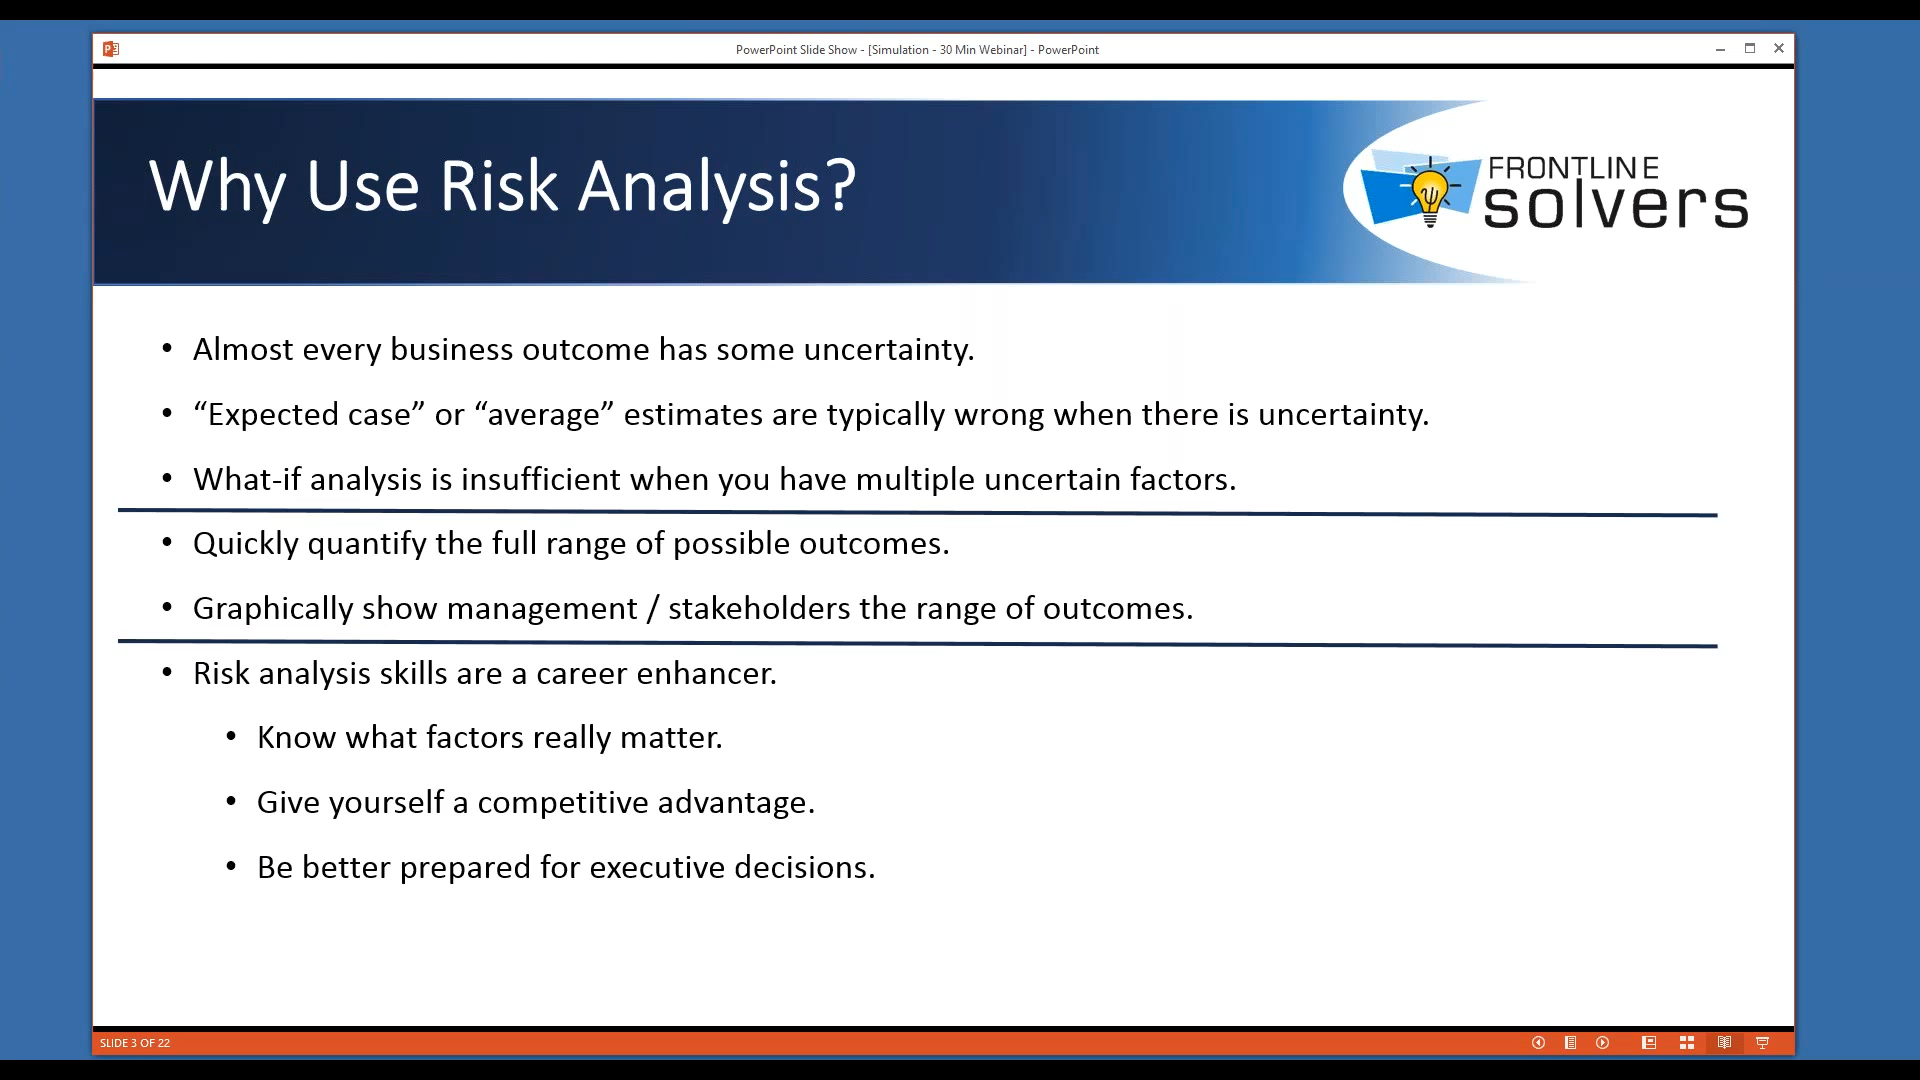 PowerPoint Slide Show - [Simulation - 30 Min Webinar] - PowerPoint
Why Use Risk Analysis?
FRONTLINE
solvers
• Almost every business outcome has some uncertainty.
• “Expected case” or “average” estimates are typically wrong when there is uncertainty.
• What-if analysis is insufficient when you have multiple uncertain factors.
• Quickly quantify the full range of possible outcomes.
• Graphically show management / stakeholders the range of outcomes.
• Risk analysis skills are a career enhancer.
• Know what factors really matter.
• Give yourself a competitive advantage.
• Be better prepared for executive decisions.
SLIDE 3 OF 22